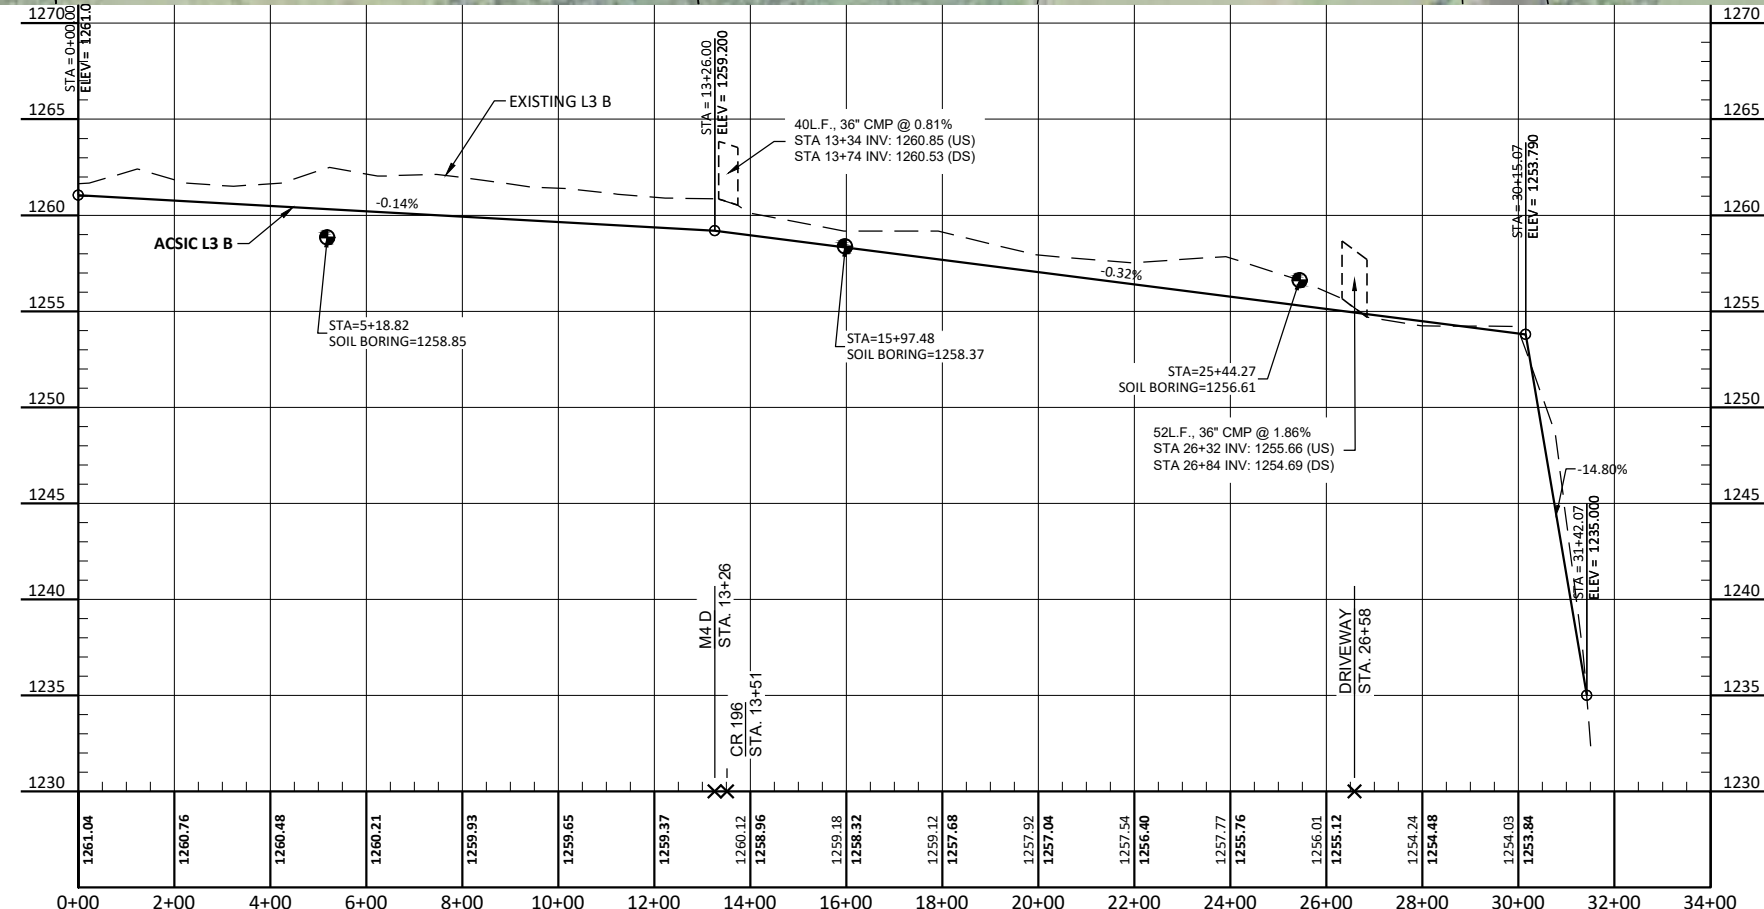 1270
1265
1260
1255
1250
1245
1240
1235
1230
STA = 0+00.00
ELEV = 1261.0
EXISTING L3 B
ACSIC L3 B
-0.14%
STA = 13+26.00
ELEV = 1259.200
40L.F., 36" CMP @ 0.81%
STA 13+34 INV: 1260.85 (US)
STA 13+74 INV: 1260.53 (DS)
STA=5+18.82
SOIL BORING=1258.85
STA=15+97.48
SOIL BORING=1258.37
-0.32%
STA=25+44.27
SOIL BORING=1256.61
52L.F., 36" CMP @ 1.86%
STA 26+32 INV: 1255.66 (US)
STA 26+84 INV: 1254.69 (DS)
STA = 30+15.07
ELEV = 1253.790
-14.80%
STA = 31+42.07
ELEV = 1235.000
M4 D
STA. 13+26
CR 196
STA. 13+51
DRIVEWAY
STA. 26+58
1270
1265
1260
1255
1250
1245
1240
1235
1230
1261.04
1260.76
1260.48
1260.21
1259.93
1259.65
1259.37
1260.12
1258.96
1259.18
1258.32
1259.12
1257.68
1257.92
1257.04
1257.54
1256.40
1257.77
1255.76
1256.01
1255.12
1254.24
1254.48
1254.03
1253.84
0+00 2+00 4+00 6+00 8+00 10+00 12+00 14+00 16+00 18+00 20+00 22+00 24+00 26+00 28+00 30+00 32+00 34+00